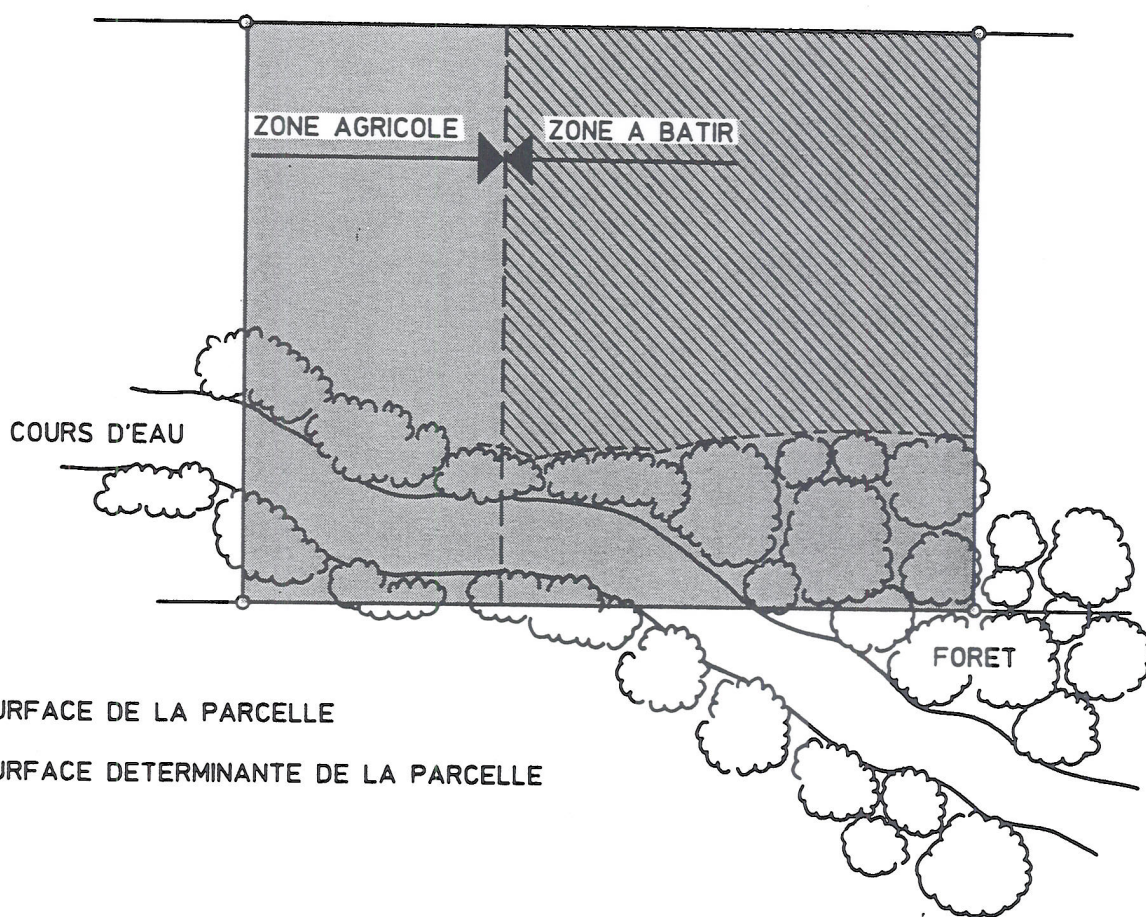 ZONE AGRICOLE
ZONE A BATIR
COURS D'EAU
FORET
URFACE DE LA PARCELLE
URFACE DETERMINANTE DE LA PARCELLE